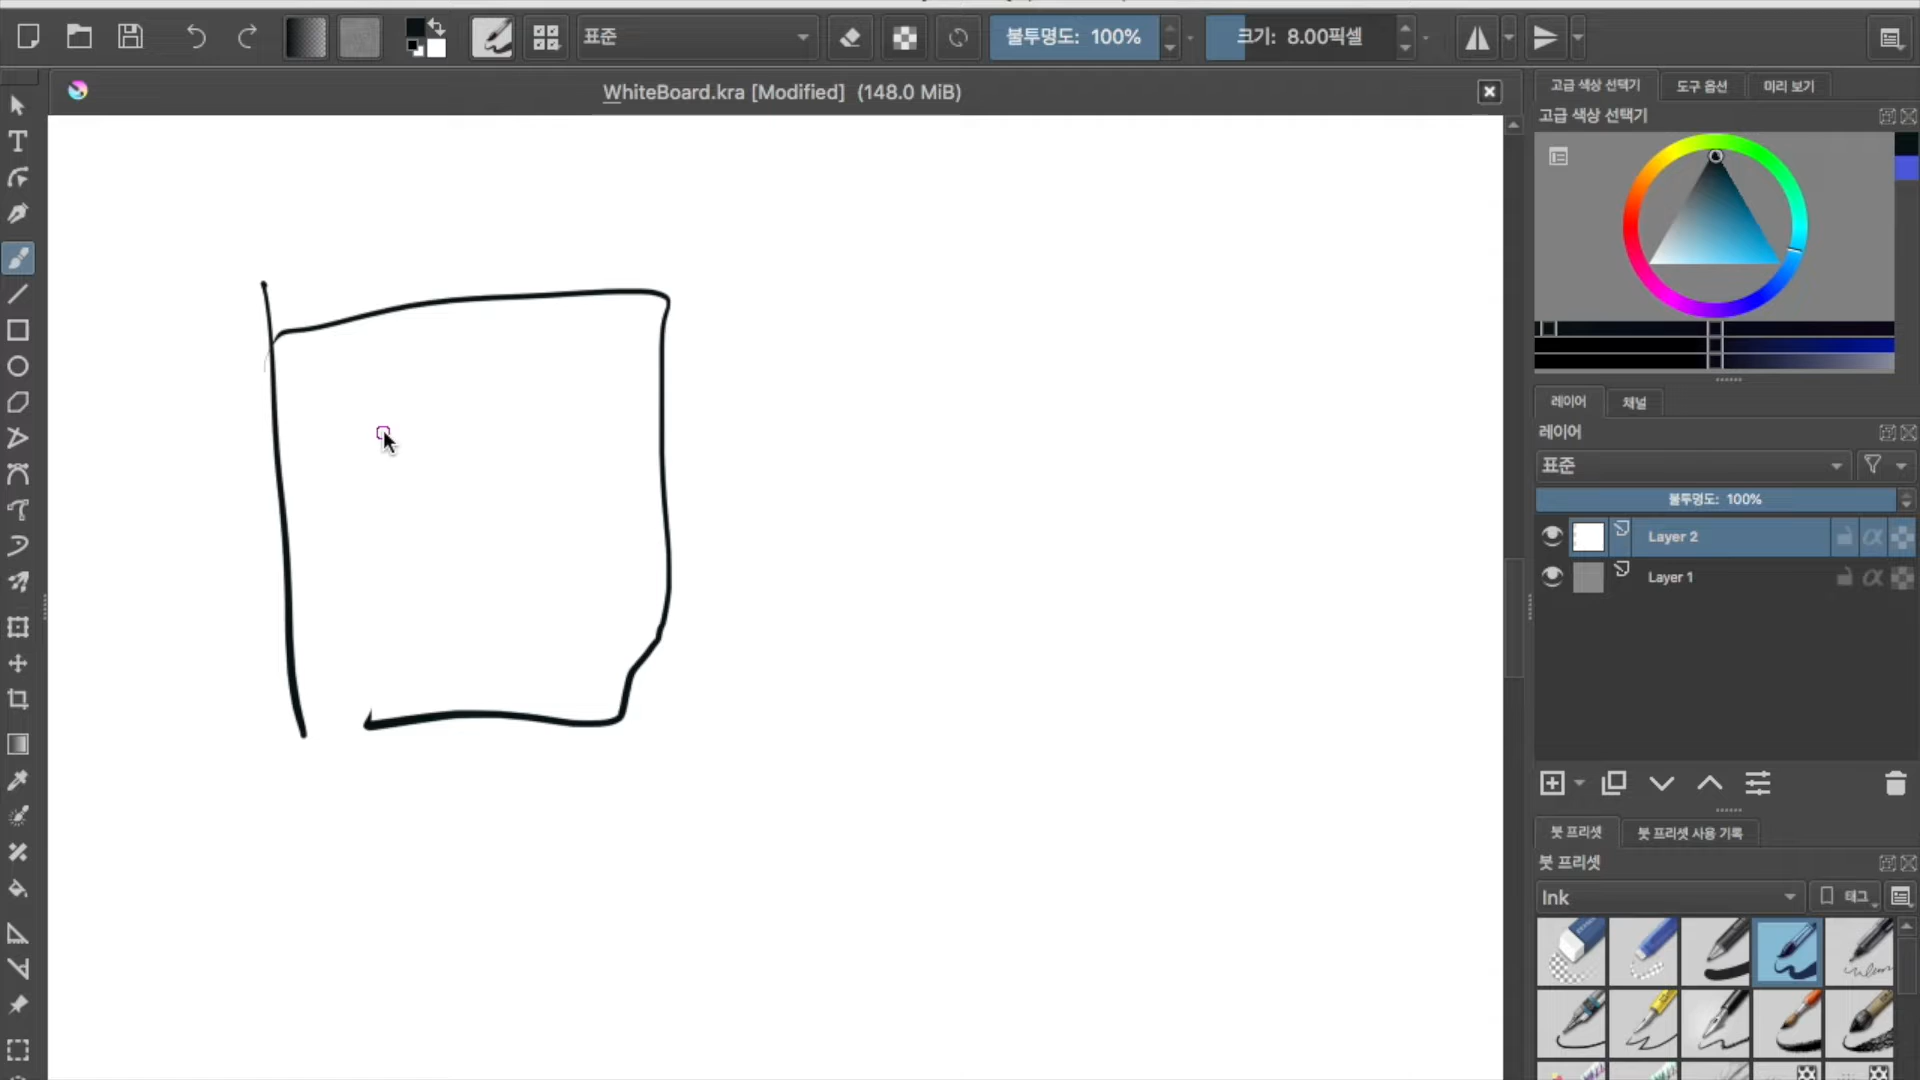 표준
불투명도: 100%
크기: 8.00픽셀
WhiteBoard.kra [Modified] (148.0 MiB)
고급 색상 선택기
도구 옵션
미리 보기
고급 색상 선택기
레이어
채널
레이어
표준
불투명도: 100%
Layer 2
Layer 1
붓 프리셋
붓 프리셋 사용 기록
붓 프리셋
Ink
태그